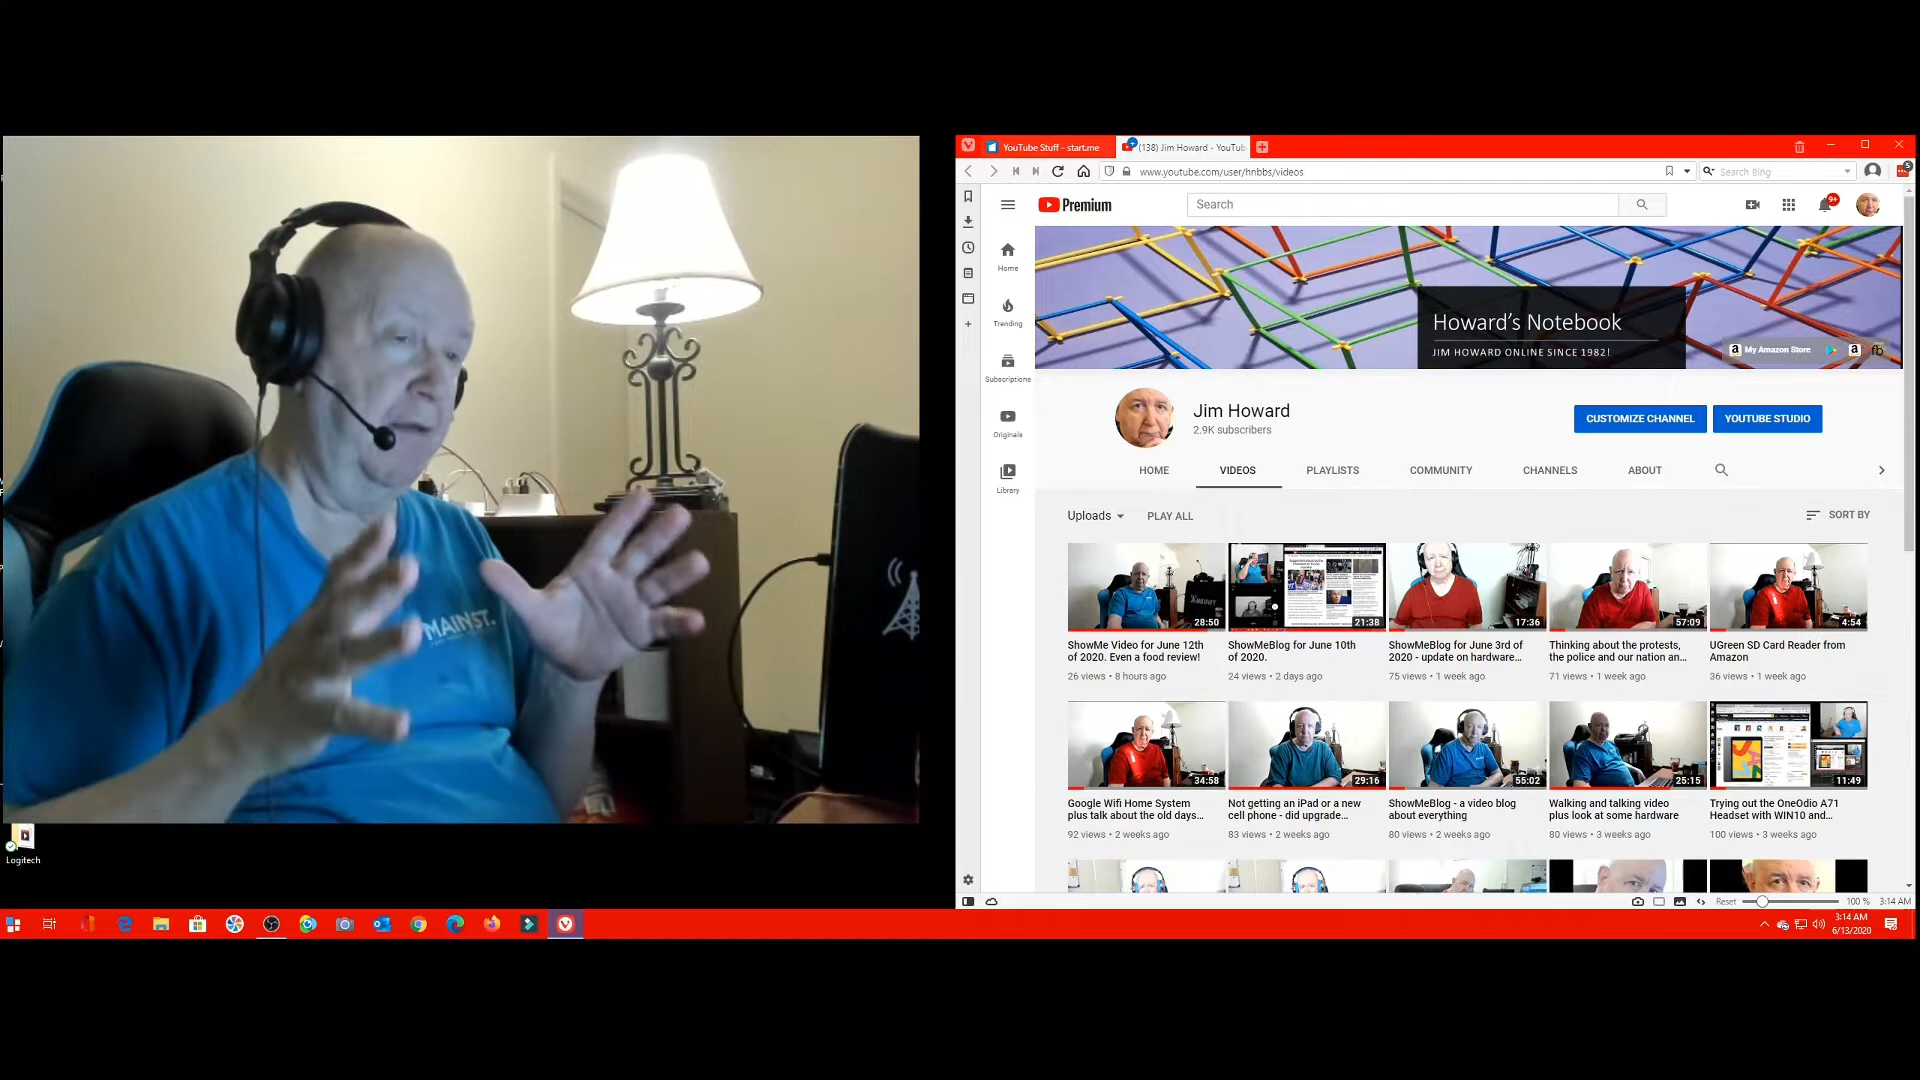 MAINST.
Logitech
YouTube Stuff - start.me
(138) Jim Howard - YouTub
www.youtube.com/user/hnbbs/videos
Search Bing
5
Premium
Search
9+
Home
Trending
Subscriptions
Originals
Library
Howard's Notebook
JIM HOWARD ONLINE SINCE 1982!
a My Amazon Store
a
fb
Jim Howard
2.9K subscribers
CUSTOMIZE CHANNEL
YOUTUBE STUDIO
HOME
VIDEOS
PLAYLISTS
COMMUNITY
CHANNELS
ABOUT
Uploads
PLAY ALL
SORT BY
28:50
21:38
17:36
57:09
4:54
ShowMe Video for June 12th
of 2020. Even a food review!
26 views • 8 hours ago
ShowMeBlog for June 10th
of 2020.
24 views • 2 days ago
ShowMeBlog for June 3rd of
2020 - update on hardware...
75 views • 1 week ago
Thinking about the protests,
the police and our nation an...
71 views • 1 week ago
UGreen SD Card Reader from
Amazon
36 views • 1 week ago
34:58
29:16
55:02
25:15
11:49
Google Wifi Home System
plus talk about the old days...
92 views • 2 weeks ago
Not getting an iPad or a new
cell phone - did upgrade...
83 views • 2 weeks ago
ShowMeBlog - a video blog
about everything
80 views • 2 weeks ago
Walking and talking video
plus look at some hardware
80 views • 3 weeks ago
Trying out the OneOdio A71
Headset with WIN10 and...
100 views • 3 weeks ago
Reset
100 %
3:14 AM
3:14 AM
6/13/2020